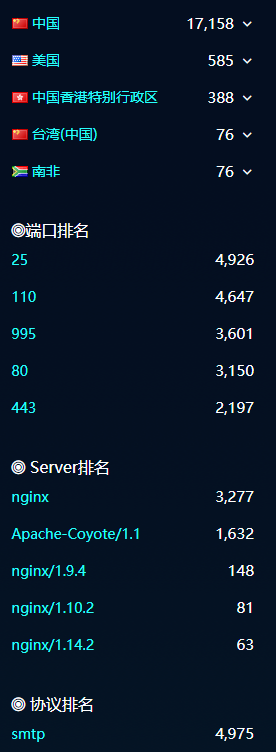 中国 17,158
美国 585
中国香港特别行政区 388
台湾(中国) 76
南非 76
端口排名
25 4,926
110 4,647
995 3,601
80 3,150
443 2,197
Server排名
nginx 3,277
Apache-Coyote/1.1 1,632
nginx/1.9.4 148
nginx/1.10.2 81
nginx/1.14.2 63
协议排名
smtp 4,975